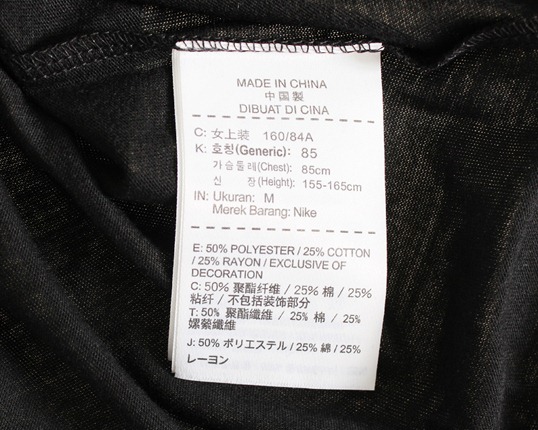 MADE IN CHINA
中国製
DIBUAT DI CINA
C: 女上装 160/84A
K: 호칭(Generic): 85
가슴둘레(Chest): 85cm
신 장(Height): 155-165cm
IN: Ukuran: M
Merek Barang: Nike
E: 50% POLYESTER / 25% COTTON
/ 25% RAYON / EXCLUSIVE OF
DECORATION
C: 50% 聚酯纤维 / 25% 棉 / 25%
粘纤 / 不包括装饰部分
T: 50% 聚酯纖維 / 25% 棉 / 25%
嫘縈纖維
J: 50% ポリエステル / 25% 綿 / 25%
レーヨン